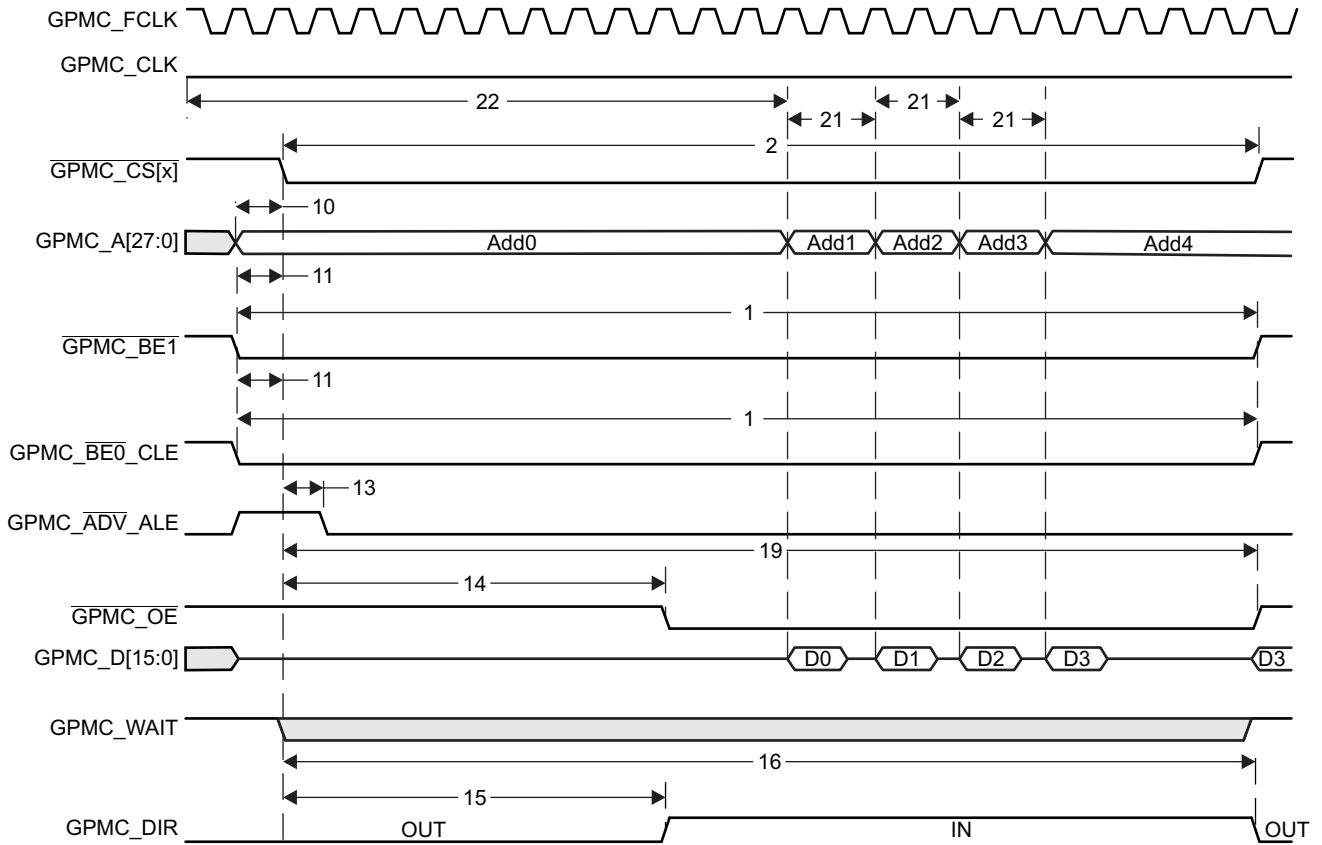 GPMC_FCLK
GPMC_CLK
22
21
21
21
GPMC_CS[x]
2
10
GPMC_A[27:0]
Add0
Add1
Add2
Add3
Add4
11
1
GPMC_BE1
11
1
GPMC_BE0_CLE
13
GPMC_ADV_ALE
19
14
GPMC_OE
GPMC_D[15:0]
D0
D1
D2
D3
D3
GPMC_WAIT
16
15
GPMC_DIR
OUT
IN
OUT